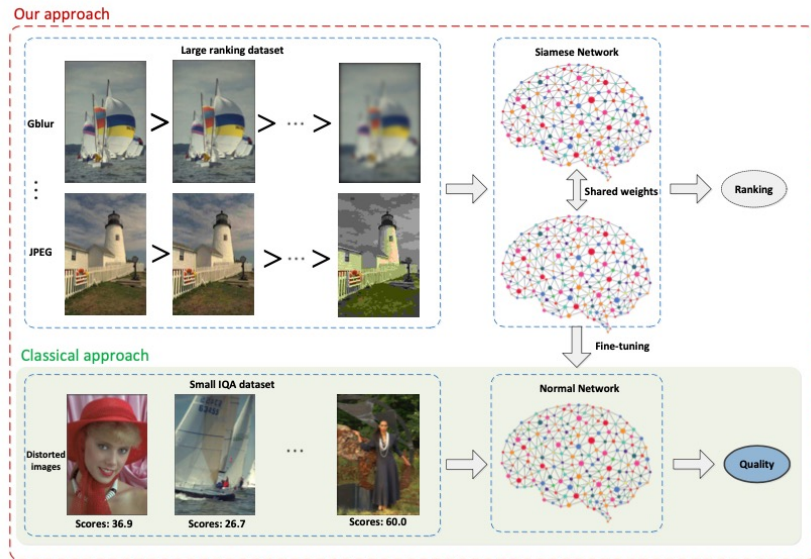 Our approach
Large ranking dataset
Siamese Network
Gblur
> > ... >
⋮
Shared weights
Ranking
JPEG
> > ... >
Fine-tuning
Classical approach
Small IQA dataset
Normal Network
Distorted
images
...
Quality
Scores: 36.9
Scores: 26.7
Scores: 60.0